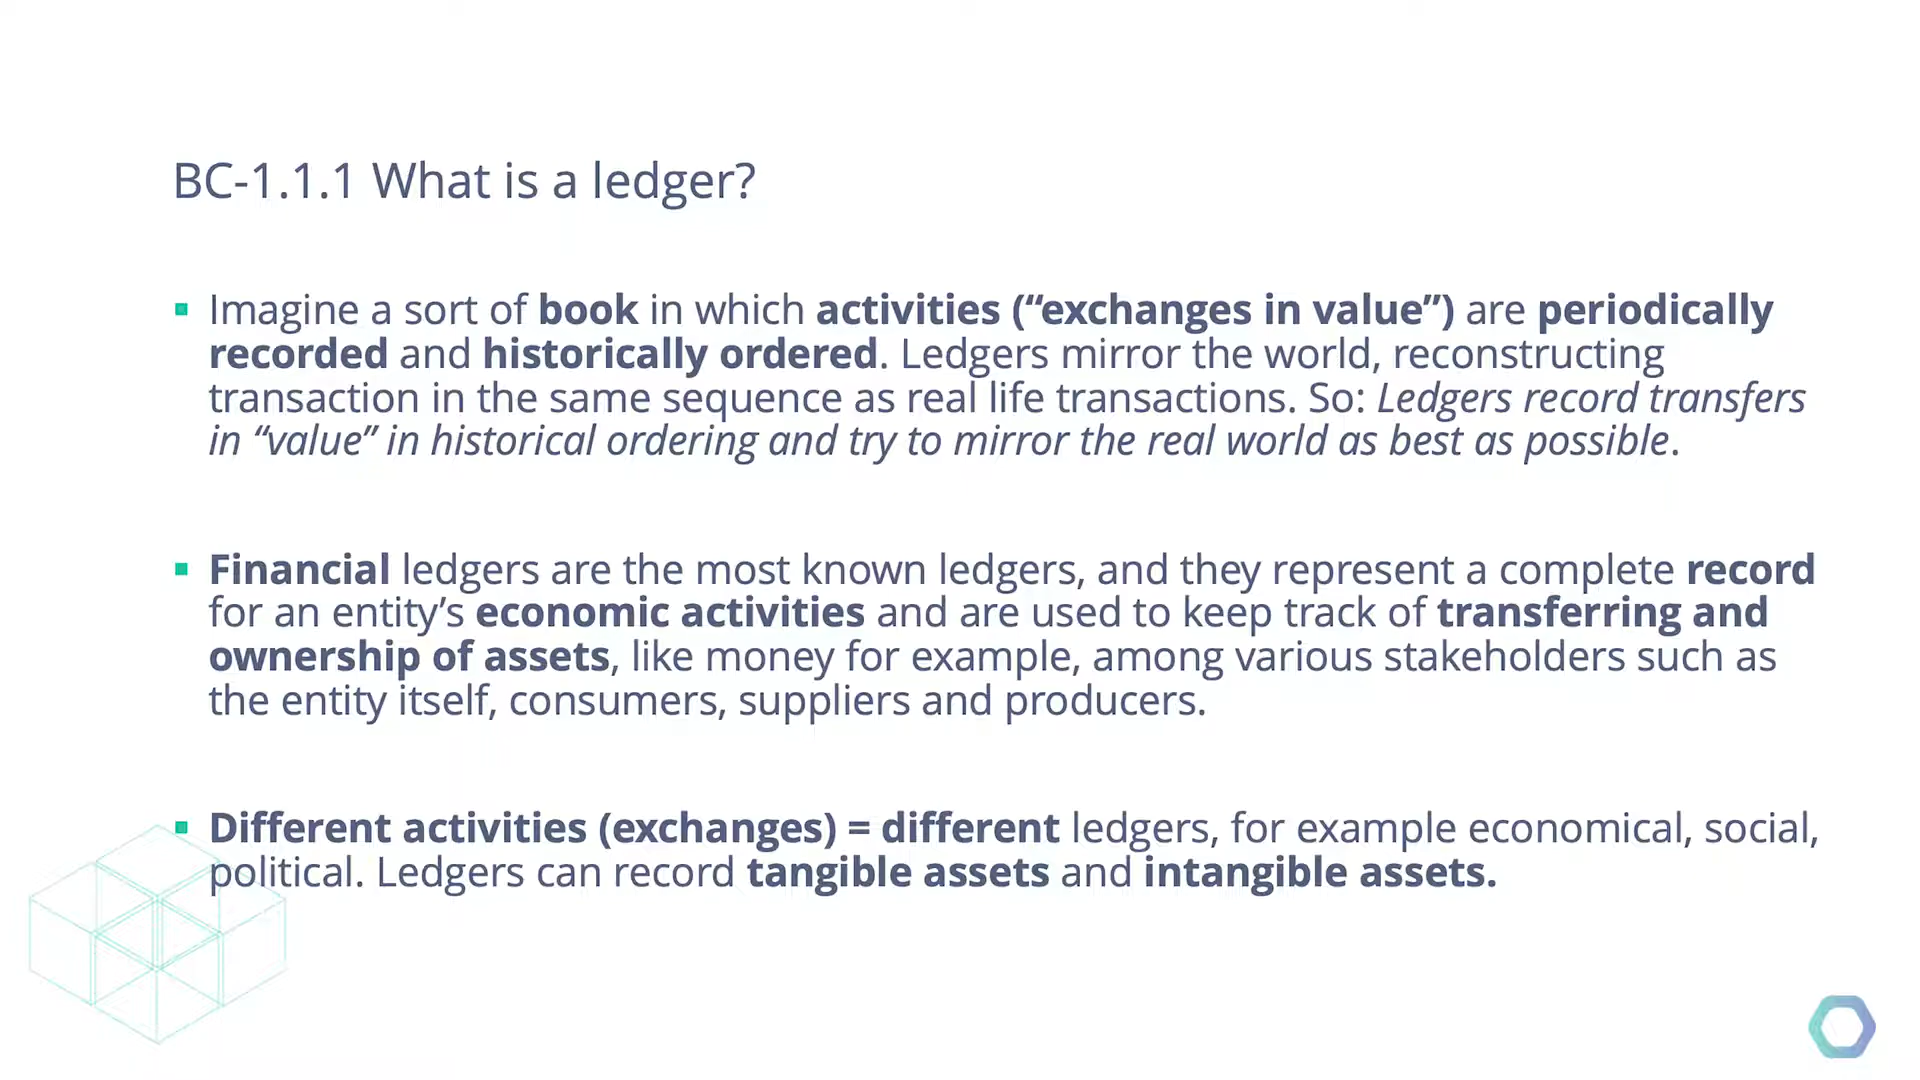 BC-1.1.1 What is a ledger?
▪ Imagine a sort of book in which activities (“exchanges in value”) are periodically
recorded and historically ordered. Ledgers mirror the world, reconstructing
transaction in the same sequence as real life transactions. So: Ledgers record transfers
in “value” in historical ordering and try to mirror the real world as best as possible.
▪ Financial ledgers are the most known ledgers, and they represent a complete record
for an entity’s economic activities and are used to keep track of transferring and
ownership of assets, like money for example, among various stakeholders such as
the entity itself, consumers, suppliers and producers.
▪ Different activities (exchanges) = different ledgers, for example economical, social,
political. Ledgers can record tangible assets and intangible assets.